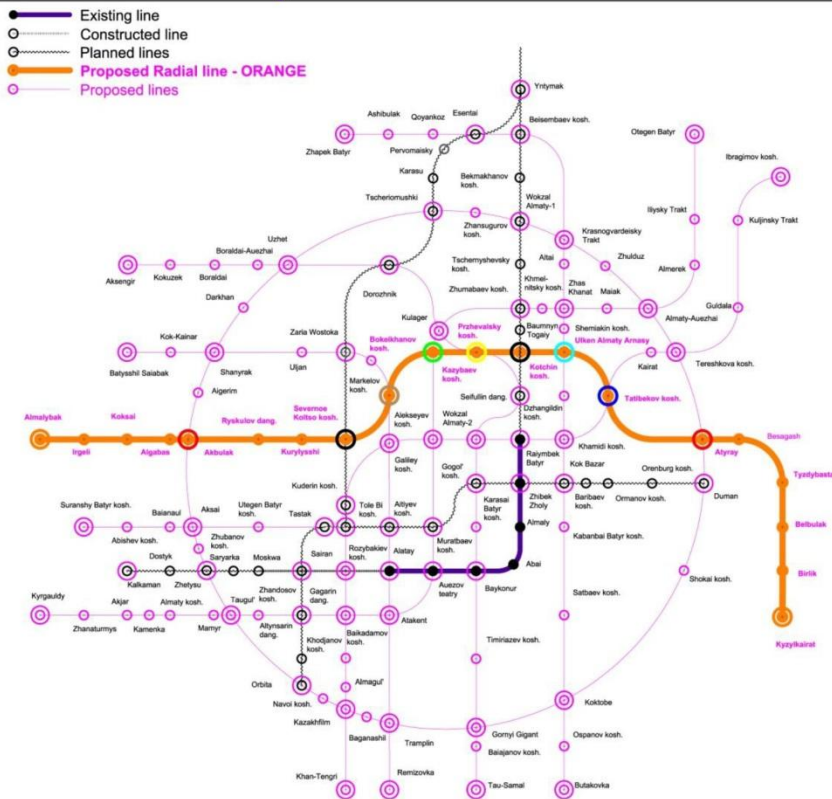 Existing line
Constructed line
Planned lines
Proposed Radial line - ORANGE
Proposed lines
Yntymak
Ashibulak
Qoyankoz
Esentai
Beisembaev kosh.
Otegen Batyr
Zhapek Batyr
Pervomaisky
Ibragimov kosh.
Karasu
Bekmakhanov
kosh.
Tscheriomushki
Wokzal
Almaty-1
Zhansugurov
kosh.
Krasnogvardeisky
Trakt
Iliysky Trakt
Kuljinsky Trakt
Uzhet
Boraldai-Auezhai
Aksengir
Kokuzek
Boraldai
Tschernyshevsky
kosh.
Altai
Zhulduz
Almerek
Dorozhnik
Khmel-
nitsky kosh.
Zhas
Khanat
Maiak
Darkhan
Zhumabaev kosh.
Guldala
Almaty-Auezhai
Kulager
Baumnyn
Togaiy
Shemiakin kosh.
Kok-Kainar
Zaria Wostoka
Bokeikhanov
kosh.
Przhevalsky
kosh.
Ulken Almaty Arnasy
Batysshil Saiabak
Shanyrak
Uljan
Kazybaev
kosh.
Kotchin
kosh.
Kairat
Tereshkova kosh.
Markelov
kosh.
Aigerim
Seifullin dang.
Tatibekov kosh.
Almalybak
Koksai
Ryskulov dang.
Severnoe
Koltso kosh.
Alekseyev
kosh.
Wokzal
Almaty-2
Dzhangildin
kosh.
Irgeli
Algabas
Akbulak
Kurylysshi
Galiley
kosh.
Raiymbek
Batyr
Khamidi kosh.
Atyray
Besagash
Gogol'
kosh.
Kok Bazar
Orenburg kosh.
Kuderin kosh.
Karasai
Batyr
kosh.
Zhibek
Zholy
Baribaev
kosh.
Ormanov kosh.
Duman
Tyzdybastau
Suranshy Batyr kosh.
Baianaul
Aksai
Utegen Batyr
kosh.
Tastak
Tole Bi
kosh.
Aitiyev
kosh.
Abishev kosh.
Muratbaev
kosh.
Almaly
Kabanbai Batyr kosh.
Belbulak
Zhubanov
kosh.
Dostyk
Saryarka
Moskwa
Sairan
Rozybakiev
kosh.
Alatay
Abai
Kalkaman
Zhetysu
Zhandosov
kosh.
Gagarin
dang.
Auezov
teatry
Baykonur
Shokai kosh.
Birlik
Kyrgauldy
Akjar
Almaty kosh.
Taugul'
Satbaev kosh.
Zhanaturmys
Kamenka
Mamyr
Altynsarin
dang.
Baikadamov
kosh.
Atakent
Khodjanov
kosh.
Timiriazev kosh.
Kyzylkairat
Orbita
Almagul'
Navoi kosh.
Koktobe
Kazakhfilm
Baganashil
Tramplin
Gornyi Gigant
Baiajanov kosh.
Ospanov kosh.
Khan-Tengri
Remizovka
Tau-Samal
Butakovka